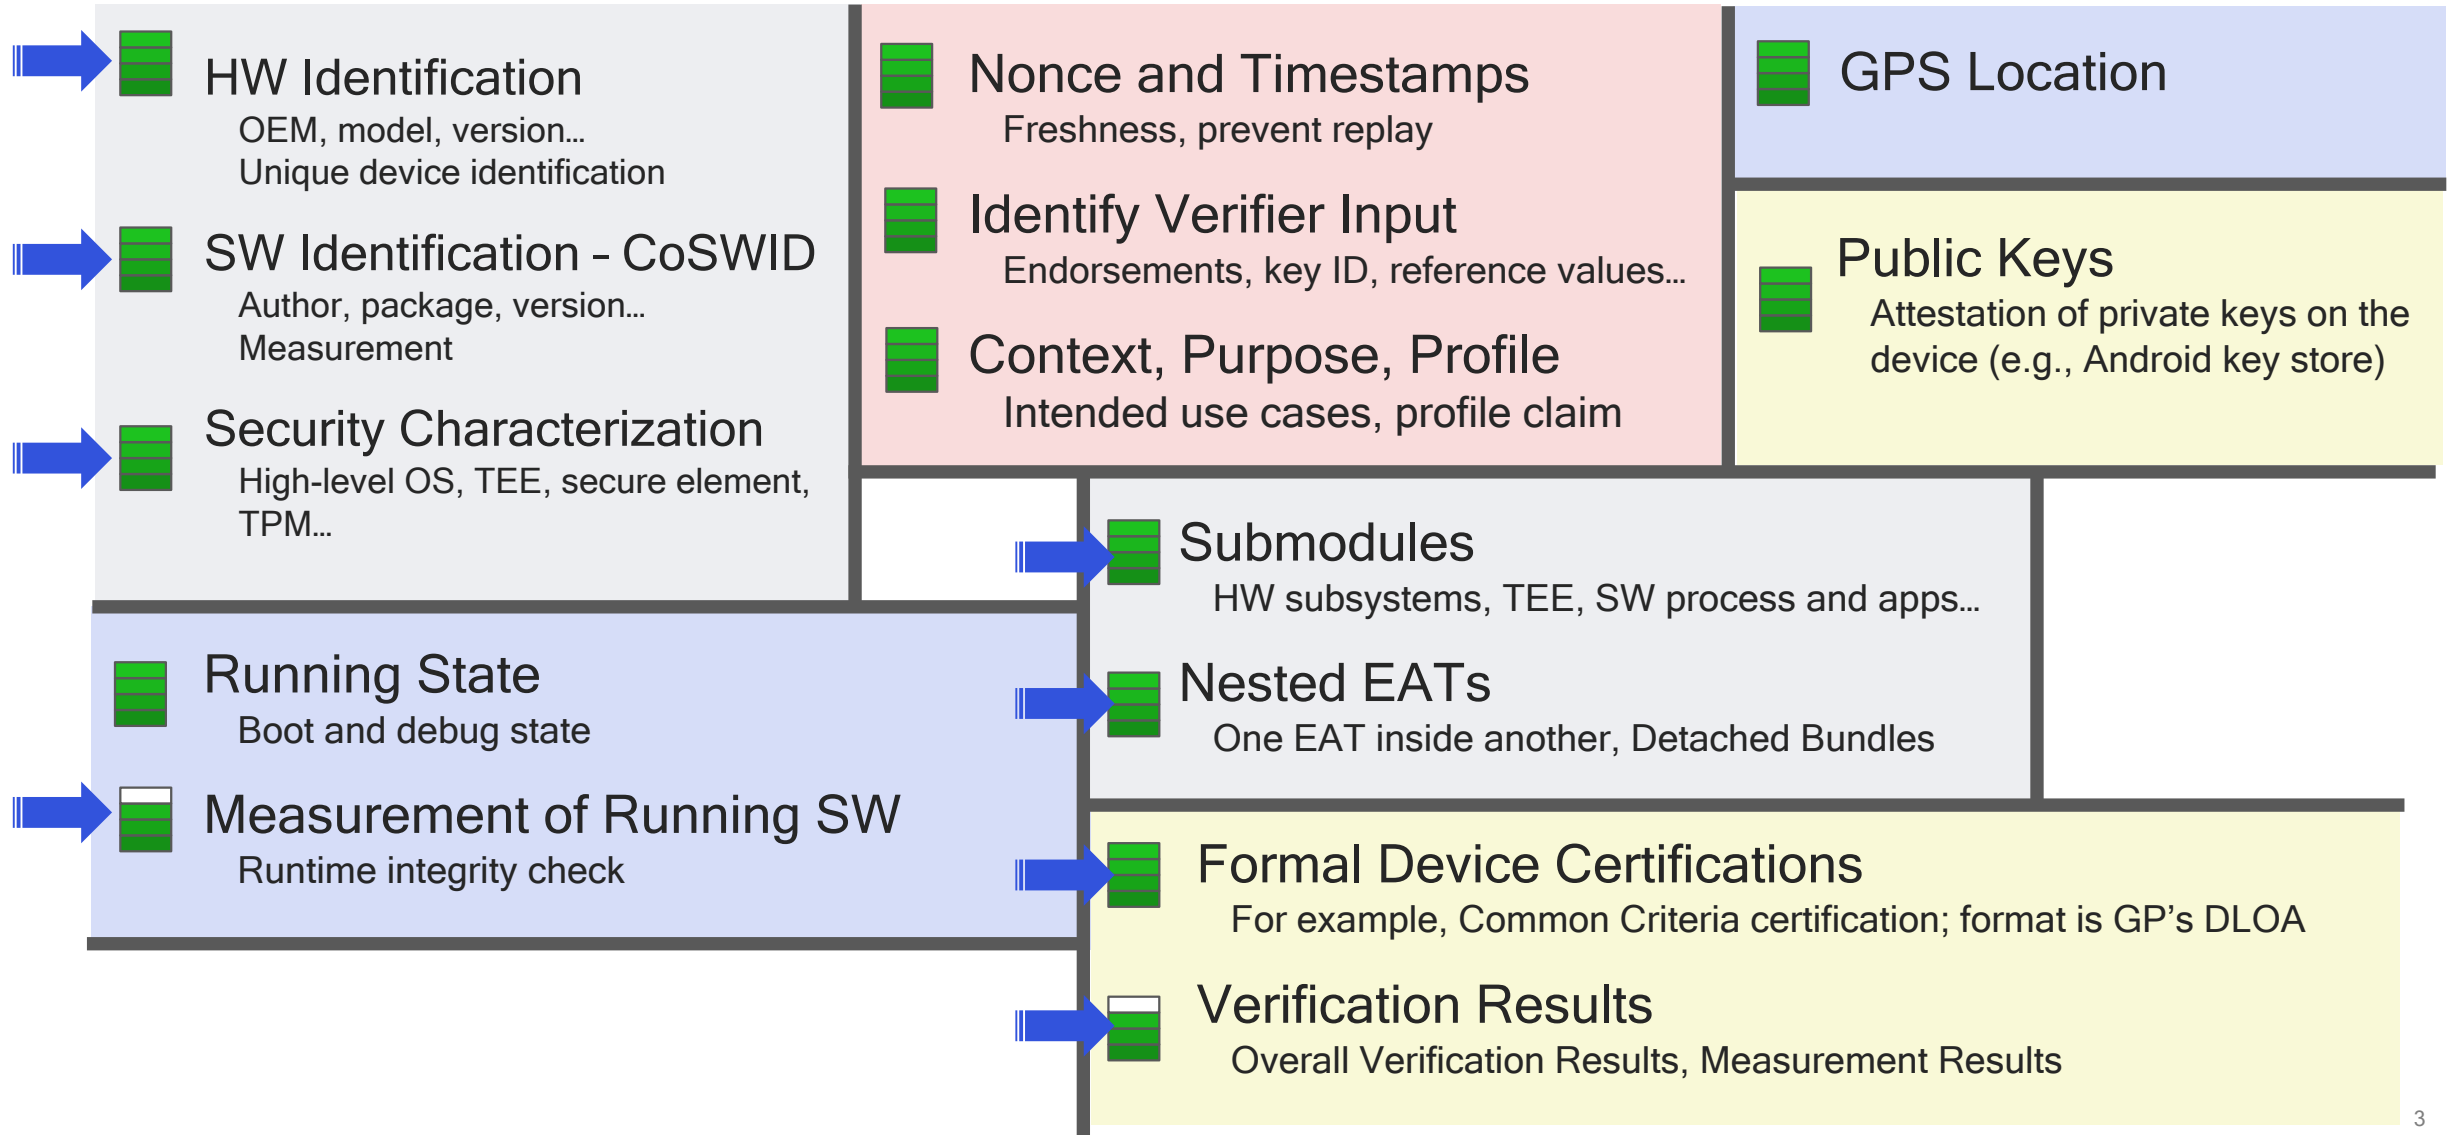 HW Identification
OEM, model, version…
Unique device identification
SW Identification – CoSWID
Author, package, version…
Measurement
Security Characterization
High-level OS, TEE, secure element,
TPM…
Nonce and Timestamps
Freshness, prevent replay
Identify Verifier Input
Endorsements, key ID, reference values…
Context, Purpose, Profile
Intended use cases, profile claim
GPS Location
Public Keys
Attestation of private keys on the
device (e.g., Android key store)
Running State
Boot and debug state
Measurement of Running SW
Runtime integrity check
Submodules
HW subsystems, TEE, SW process and apps…
Nested EATs
One EAT inside another, Detached Bundles
Formal Device Certifications
For example, Common Criteria certification; format is GP’s DLOA
Verification Results
Overall Verification Results, Measurement Results
3